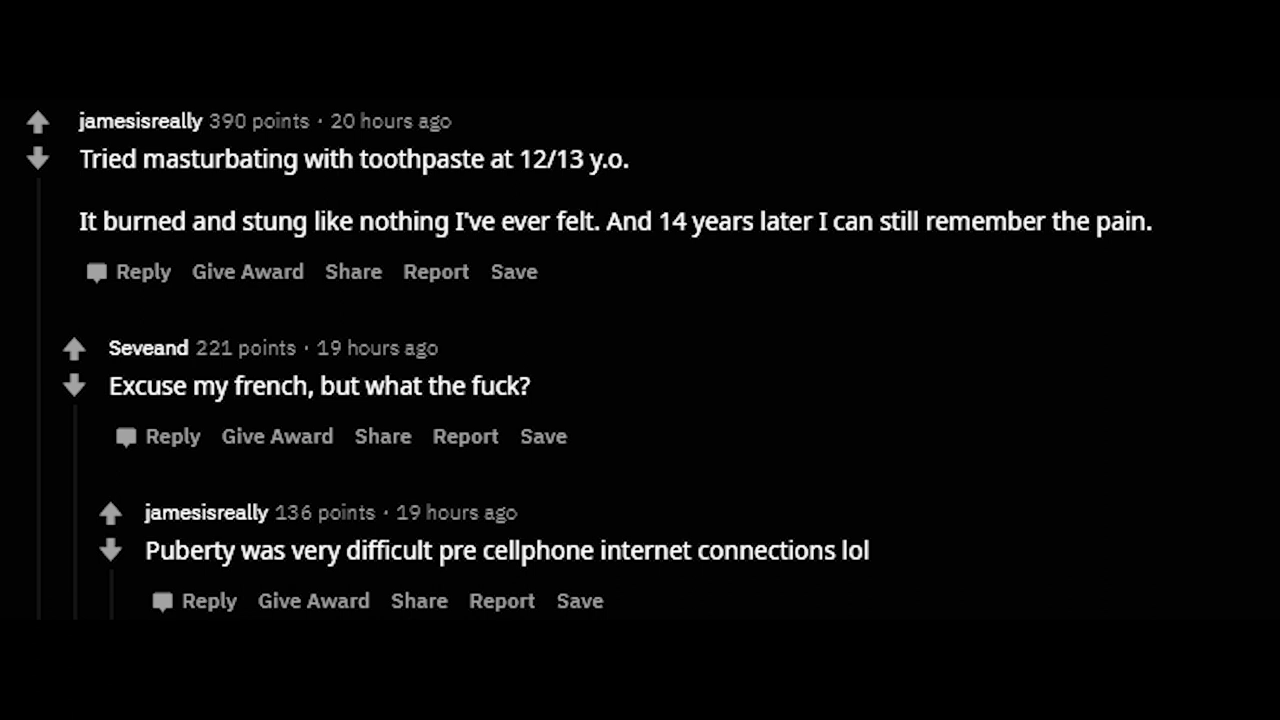 jamesisreally 390 points · 20 hours ago
Tried masturbating with toothpaste at 12/13 y.o.
It burned and stung like nothing I've ever felt. And 14 years later I can still remember the pain.
Reply Give Award Share Report Save
Seveand 221 points · 19 hours ago
Excuse my french, but what the fuck?
Reply Give Award Share Report Save
jamesisreally 136 points · 19 hours ago
Puberty was very difficult pre cellphone internet connections lol
Reply Give Award Share Report Save